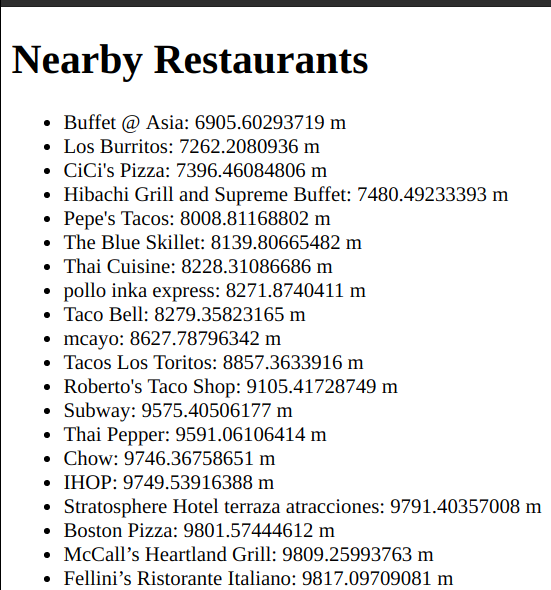 Nearby Restaurants
Buffet @ Asia: 6905.60293719 m
Los Burritos: 7262.2080936 m
CiCi's Pizza: 7396.46084806 m
Hibachi Grill and Supreme Buffet: 7480.49233393 m
Pepe's Tacos: 8008.81168802 m
The Blue Skillet: 8139.80665482 m
Thai Cuisine: 8228.31086686 m
pollo inka express: 8271.8740411 m
Taco Bell: 8279.35823165 m
mcayo: 8627.78796342 m
Tacos Los Toritos: 8857.3633916 m
Roberto's Taco Shop: 9105.41728749 m
Subway: 9575.40506177 m
Thai Pepper: 9591.06106414 m
Chow: 9746.36758651 m
IHOP: 9749.53916388 m
Stratosphere Hotel terraza atracciones: 9791.40357008 m
Boston Pizza: 9801.57444612 m
McCall’s Heartland Grill: 9809.25993763 m
Fellini’s Ristorante Italiano: 9817.09709081 m